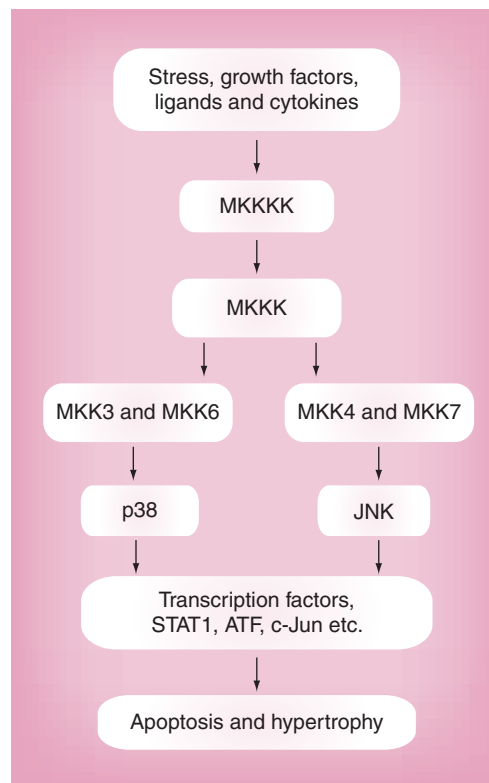 Stress, growth factors,
ligands and cytokines
MKKKK
MKKK
MKK3 and MKK6
MKK4 and MKK7
p38
JNK
Transcription factors,
STAT1, ATF, c-Jun etc.
Apoptosis and hypertrophy